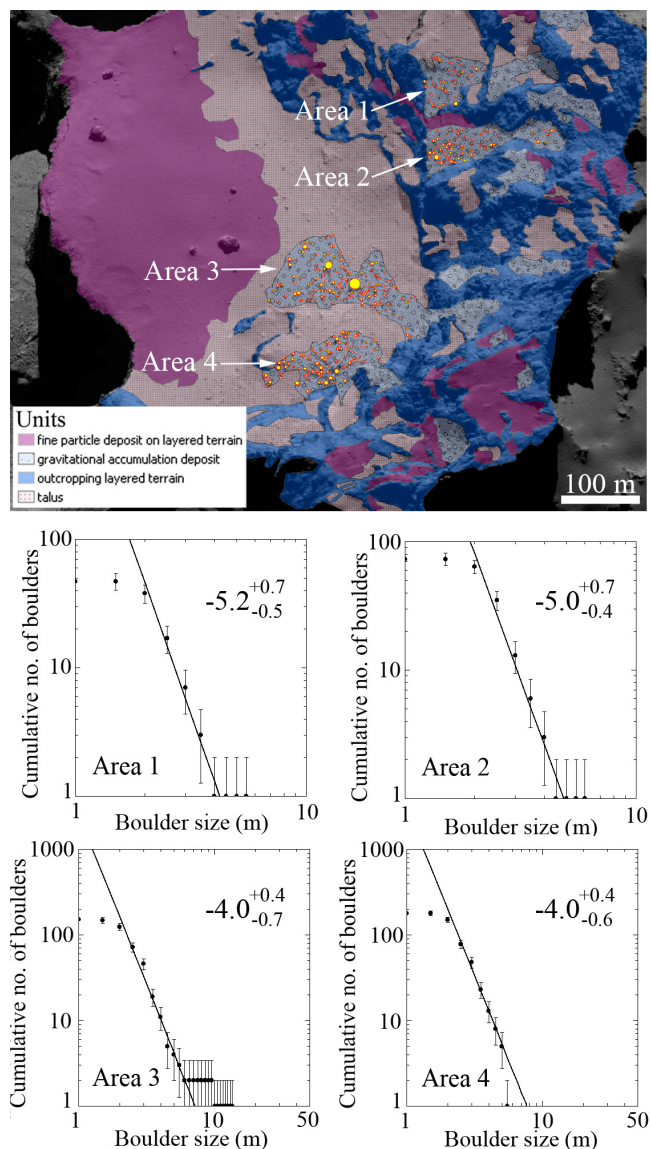 Area 1
Area 2
Area 3
Area 4
Units
fine particle deposit on layered terrain
gravitational accumulation deposit
outcropping layered terrain
talus
100 m
100
10
1
Cumulative no. of boulders
-5.2 +0.7 -0.5
Area 1
1
10
Boulder size (m)
100
10
1
Cumulative no. of boulders
-5.0 +0.7 -0.4
Area 2
1
10
Boulder size (m)
1000
100
10
1
Cumulative no. of boulders
-4.0 +0.4 -0.7
Area 3
1
10
50
Boulder size (m)
1000
100
10
1
Cumulative no. of boulders
-4.0 +0.4 -0.6
Area 4
1
10
50
Boulder size (m)